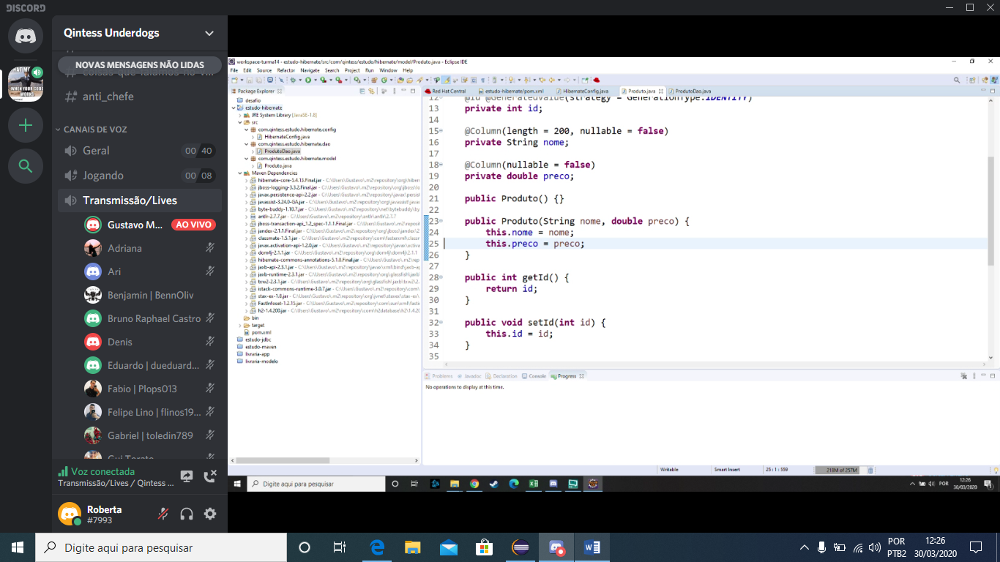 DISCORD
Qintess Underdogs
NOVAS MENSAGENS NÃO LIDAS
anti_chefe
CANAIS DE VOZ
Geral
00 40
Jogando
00 08
Transmissão/Lives
Gustavo M...
AO VIVO
Adriana
Ari
Benjamin | BennOliv
Bruno Raphael Castro
Denis
Eduardo | dueduard...
Fabio | Plops013
Felipe Lino | flinos19...
Gabriel | toledin789
Voz conectada
Transmissão/Lives / Qintess ...
Roberta
#7993
workspace-turma14 - estudo-hibernate/src/com/qintess/estudo/hibernate/model/Produto.java - Eclipse IDE
File Edit Source Refactor Navigate Search Project Run Window Help
Package Explorer
desafio
estudo-hibernate
JRE System Library [JavaSE-1.8]
src
com.qintess.estudo.hibernate.config
HibernateConfig.java
com.qintess.estudo.hibernate.dao
ProdutoDao.java
com.qintess.estudo.hibernate.model
Produto.java
Maven Dependencies
hibernate-core-5.4.13.Final.jar - C:\Users\Gustavo\.m2\repository\org\hiber
jboss-logging-3.3.2.Final.jar - C:\Users\Gustavo\.m2\repository\org\jboss\lo
javax.persistence-api-2.2.jar - C:\Users\Gustavo\.m2\repository\javax\persist
javassist-3.24.0-GA.jar - C:\Users\Gustavo\.m2\repository\org\javassist\javas
byte-buddy-1.10.7.jar - C:\Users\Gustavo\.m2\repository\net\bytebuddy\by
antlr-2.7.7.jar - C:\Users\Gustavo\.m2\repository\antlr\antlr\2.7.7
jboss-transaction-api_1.2_spec-1.1.1.Final.jar - C:\Users\Gustavo\.m2\reposi
jandex-2.1.1.Final.jar - C:\Users\Gustavo\.m2\repository\org\jboss\jandex\2
classmate-1.5.1.jar - C:\Users\Gustavo\.m2\repository\com\fasterxml\classr
javax.activation-api-1.2.0.jar - C:\Users\Gustavo\.m2\repository\javax\activa
dom4j-2.1.1.jar - C:\Users\Gustavo\.m2\repository\org\dom4j\dom4j\2.1.1
hibernate-commons-annotations-5.1.0.Final.jar - C:\Users\Gustavo\.m2\rep
jaxb-api-2.3.1.jar - C:\Users\Gustavo\.m2\repository\javax\xml\bind\jaxb-ap
jaxb-runtime-2.3.1.jar - C:\Users\Gustavo\.m2\repository\org\glassfish\jaxb\
txw2-2.3.1.jar - C:\Users\Gustavo\.m2\repository\org\glassfish\jaxb\txw2\2.
istack-commons-runtime-3.0.7.jar - C:\Users\Gustavo\.m2\repository\com\
stax-ex-1.8.jar - C:\Users\Gustavo\.m2\repository\org\jvnet\staxex\stax-ex\
FastInfoset-1.2.15.jar - C:\Users\Gustavo\.m2\repository\com\sun\xml\fasti
h2-1.4.200.jar - C:\Users\Gustavo\.m2\repository\com\h2database\h2\1.4.20
bin
target
pom.xml
estudo-jdbc
estudo-maven
livraria-app
livraria-modelo
Red Hat Central
estudo-hibernate/pom.xml
HibernateConfig.java
Produto.java
ProdutoDao.java
12 @Id @GeneratedValue(strategy = GenerationType.IDENTITY)
13 private int id;
14
15 @Column(length = 200, nullable = false)
16 private String nome;
17
18 @Column(nullable = false)
19 private double preco;
20
21 public Produto() {}
22
23 public Produto(String nome, double preco) {
24 this.nome = nome;
25 this.preco = preco;
26 }
27
28 public int getId() {
29 return id;
30 }
31
32 public void setId(int id) {
33 this.id = id;
34 }
35
Problems Javadoc Declaration Console Progress
No operations to display at this time.
Writable
Smart Insert
25 : 1 : 559
218M of 257M
Digite aqui para pesquisar
POR
12:26
30/03/2020
Digite aqui para pesquisar
POR
PTB2
12:26
30/03/2020